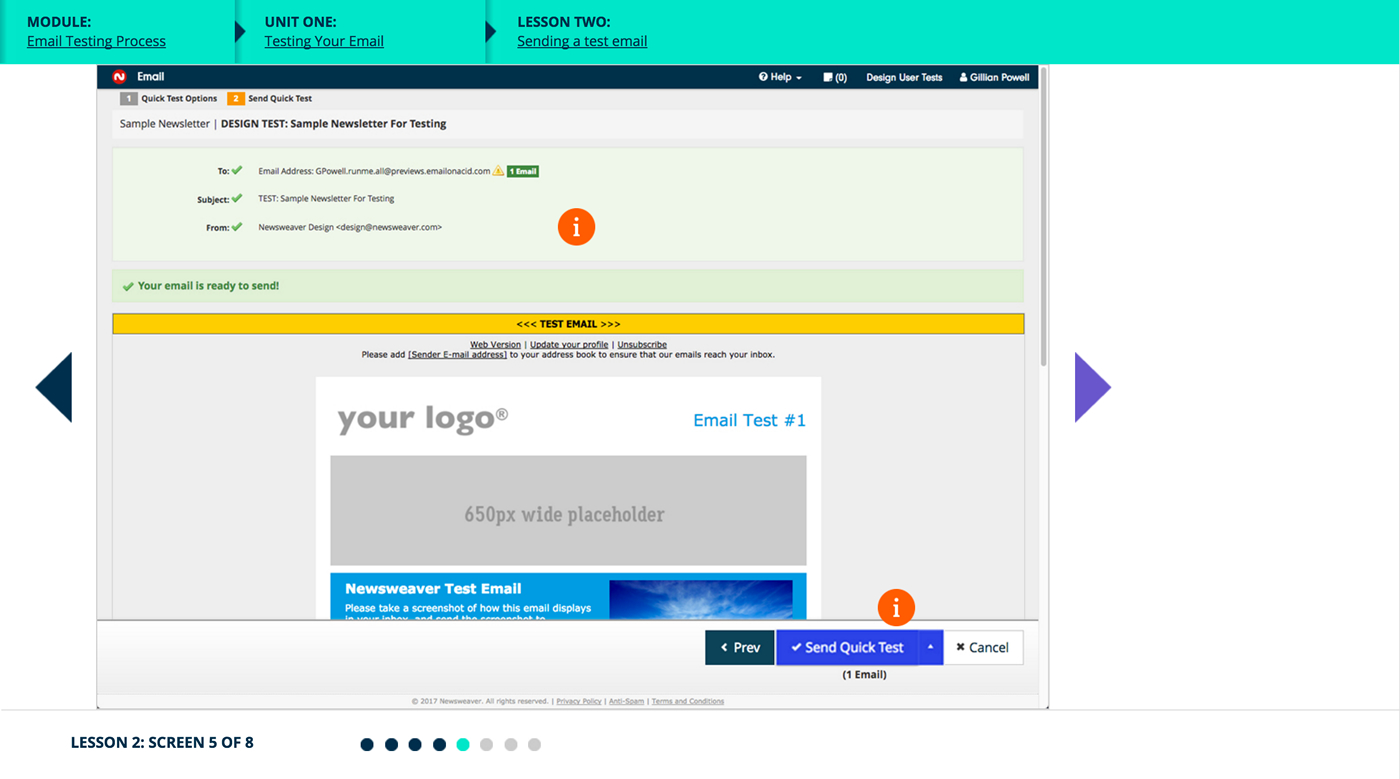 MODULE:
Email Testing Process
UNIT ONE:
Testing Your Email
LESSON TWO:
Sending a test email
Email
Help
(0)
Design User Tests
Gillian Powell
1 Quick Test Options 2 Send Quick Test
Sample Newsletter | DESIGN TEST: Sample Newsletter For Testing
To: Email Address: GPowell.runme.all@previews.emailonacid.com 1 Email
Subject: TEST: Sample Newsletter For Testing
From: Newsweaver Design <design@newsweaver.com>
i
Your email is ready to send!
<<< TEST EMAIL >>>
Web Version | Update your profile | Unsubscribe
Please add [Sender E-mail address] to your address book to ensure that our emails reach your inbox.
your logo®
Email Test #1
650px wide placeholder
Newsweaver Test Email
Please take a screenshot of how this email displays
in your inbox, and send the screenshot to
i
Prev
Send Quick Test
Cancel
(1 Email)
© 2017 Newsweaver. All rights reserved. | Privacy Policy | Anti-Spam | Terms and Conditions
LESSON 2: SCREEN 5 OF 8